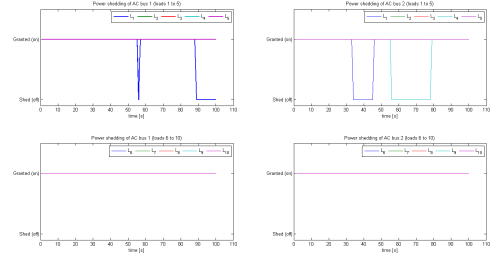 Power shedding of AC bus 1 (loads 1 to 5)
L1 L2 L3 L4 L5
Granted (on)
Shed (off)
0 10 20 30 40 50 60 70 80 90 100 110
time [s]
Power shedding of AC bus 2 (loads 1 to 5)
L1 L2 L3 L4 L5
Granted (on)
Shed (off)
0 10 20 30 40 50 60 70 80 90 100 110
time [s]
Power shedding of AC bus 1 (loads 6 to 10)
L6 L7 L8 L9 L10
Granted (on)
Shed (off)
0 10 20 30 40 50 60 70 80 90 100 110
time [s]
Power shedding of AC bus 2 (loads 6 to 10)
L6 L7 L8 L9 L10
Granted (on)
Shed (off)
0 10 20 30 40 50 60 70 80 90 100 110
time [s]